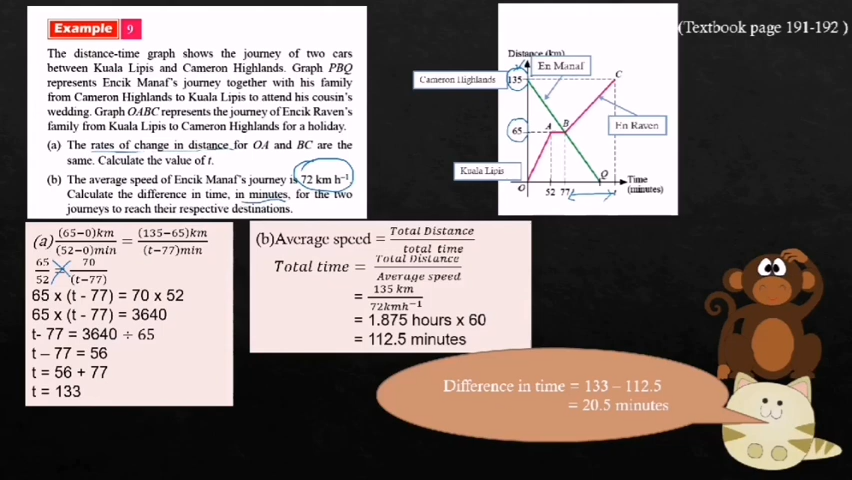 Example 9
(Textbook page 191-192 )
The distance-time graph shows the journey of two cars
between Kuala Lipis and Cameron Highlands. Graph PBQ
represents Encik Manaf's journey together with his family
from Cameron Highlands to Kuala Lipis to attend his cousin's
wedding. Graph OABC represents the journey of Encik Raven's
family from Kuala Lipis to Cameron Highlands for a holiday.
(a) The rates of change in distance for OA and BC are the
same. Calculate the value of t.
(b) The average speed of Encik Manaf's journey is 72 km h⁻¹
Calculate the difference in time, in minutes, for the two
journeys to reach their respective destinations.
Distance (km)
En Manaf
Cameron Highlands
135
C
65
A
B
En Raven
Kuala Lipis
O
Q
Time
(minutes)
52
77
(a) (65−0)km/(52−0)min = (135−65)km/(t−77)min
65/52 = 70/(t−77)
65 x (t - 77) = 70 x 52
65 x (t - 77) = 3640
t- 77 = 3640 ÷ 65
t – 77 = 56
t = 56 + 77
t = 133
(b)Average speed = Total Distance/total time
Total time = Total Distance/Average speed
= 135 km/72kmh⁻¹
= 1.875 hours x 60
= 112.5 minutes
Difference in time = 133 – 112.5
= 20.5 minutes